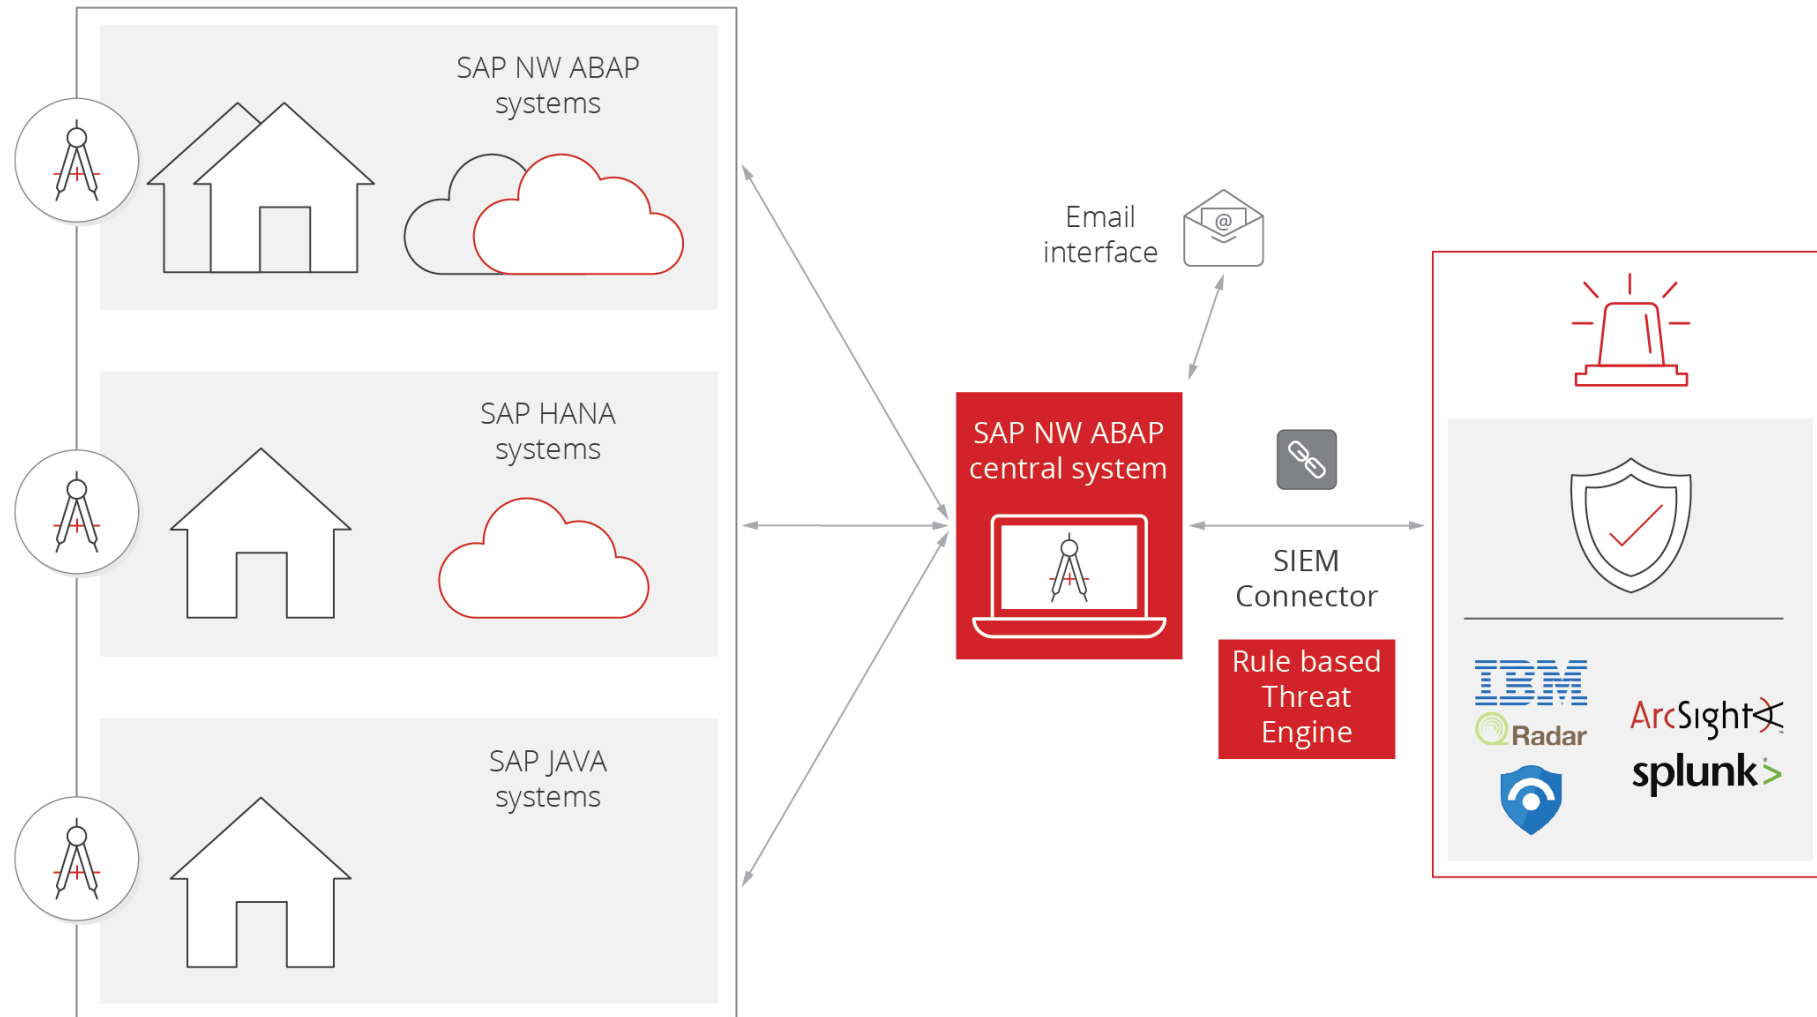 SAP NW ABAP
systems
SAP HANA
systems
SAP JAVA
systems
Email
interface
@
SAP NW ABAP
central system
SIEM
Connector
Rule based
Threat
Engine
IBM
QRadar
ArcSight
splunk>